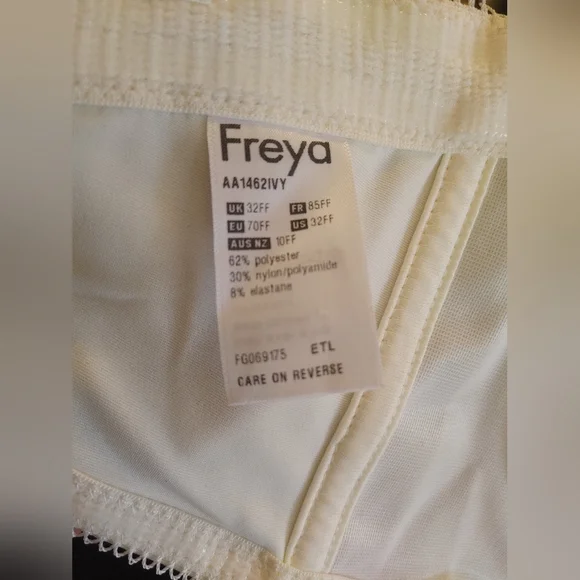 Freya
AA1462IVY
UK 32FF FR 85FF
EU 70FF US 32FF
AUS NZ 10FF
62% polyester
30% nylon/polyamide
8% elastane
FG069175 ETL
CARE ON REVERSE